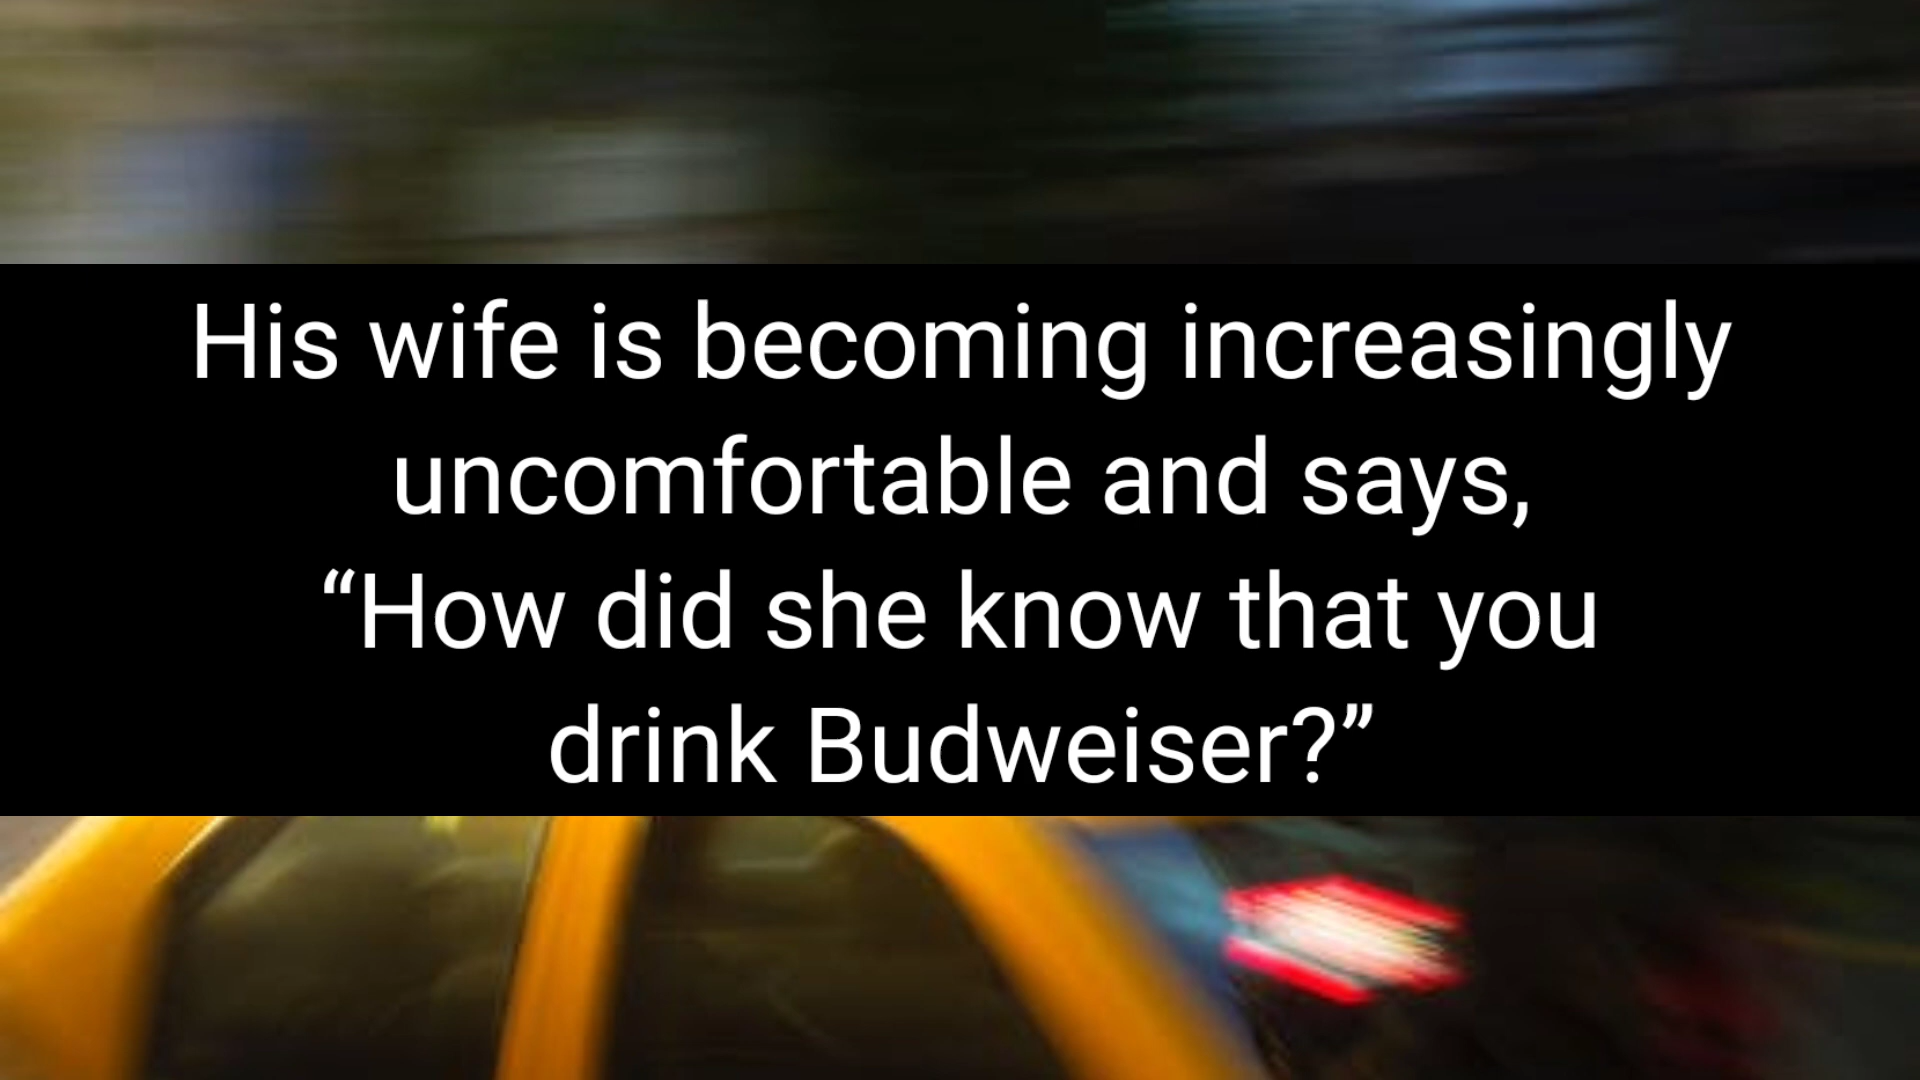 His wife is becoming increasingly
uncomfortable and says,
“How did she know that you
drink Budweiser?”